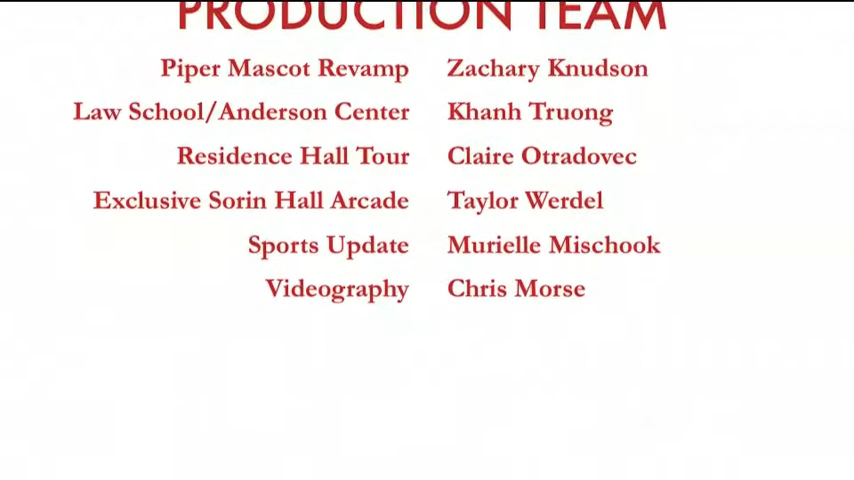 PRODUCTION TEAM
Piper Mascot Revamp Zachary Knudson
Law School/Anderson Center Khanh Truong
Residence Hall Tour Claire Otradovec
Exclusive Sorin Hall Arcade Taylor Werdel
Sports Update Murielle Mischook
Videography Chris Morse